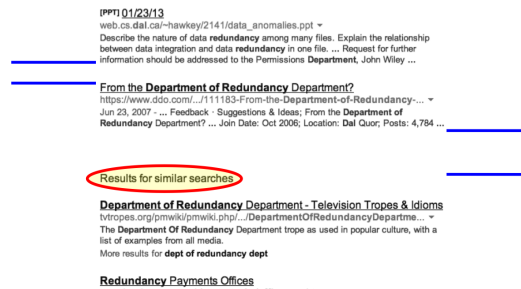 [PPT] 01/23/13
web.cs.dal.ca/~hawkey/2141/data_anomalies.ppt
Describe the nature of data redundancy among many files. Explain the relationship
between data integration and data redundancy in one file. ... Request for further
information should be addressed to the Permissions Department, John Wiley ...
From the Department of Redundancy Department?
https://www.ddo.com/.../111183-From-the-Department-of-Redundancy-...
Jun 23, 2007 - ... Feedback · Suggestions & Ideas; From the Department of
Redundancy Department? ... Join Date: Oct 2006; Location: Dal Quor; Posts: 4,784 ...
Results for similar searches
Department of Redundancy Department - Television Tropes & Idioms
tvtropes.org/pmwiki/pmwiki.php/.../DepartmentOfRedundancyDepartme...
The Department Of Redundancy Department trope as used in popular culture, with a
list of examples from all media.
More results for dept of redundancy dept
Redundancy Payments Offices